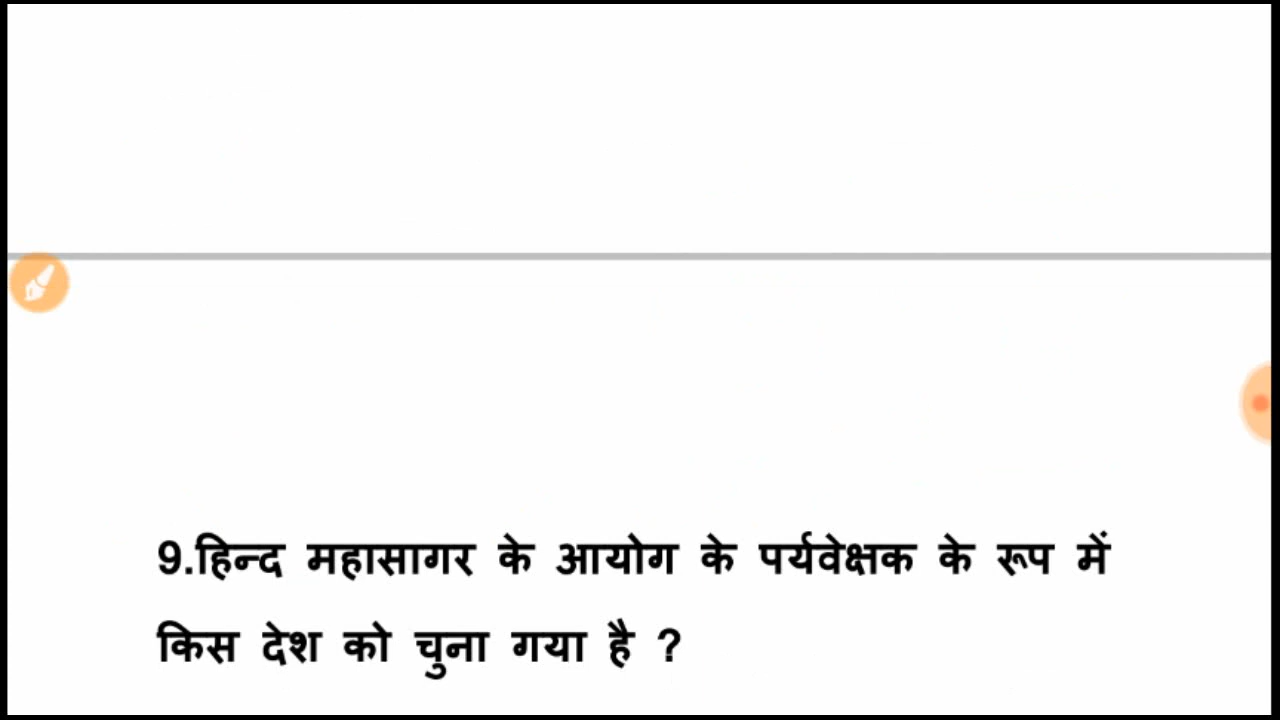 9.हिन्द महासागर के आयोग के पर्यवेक्षक के रूप में
किस देश को चुना गया है ?